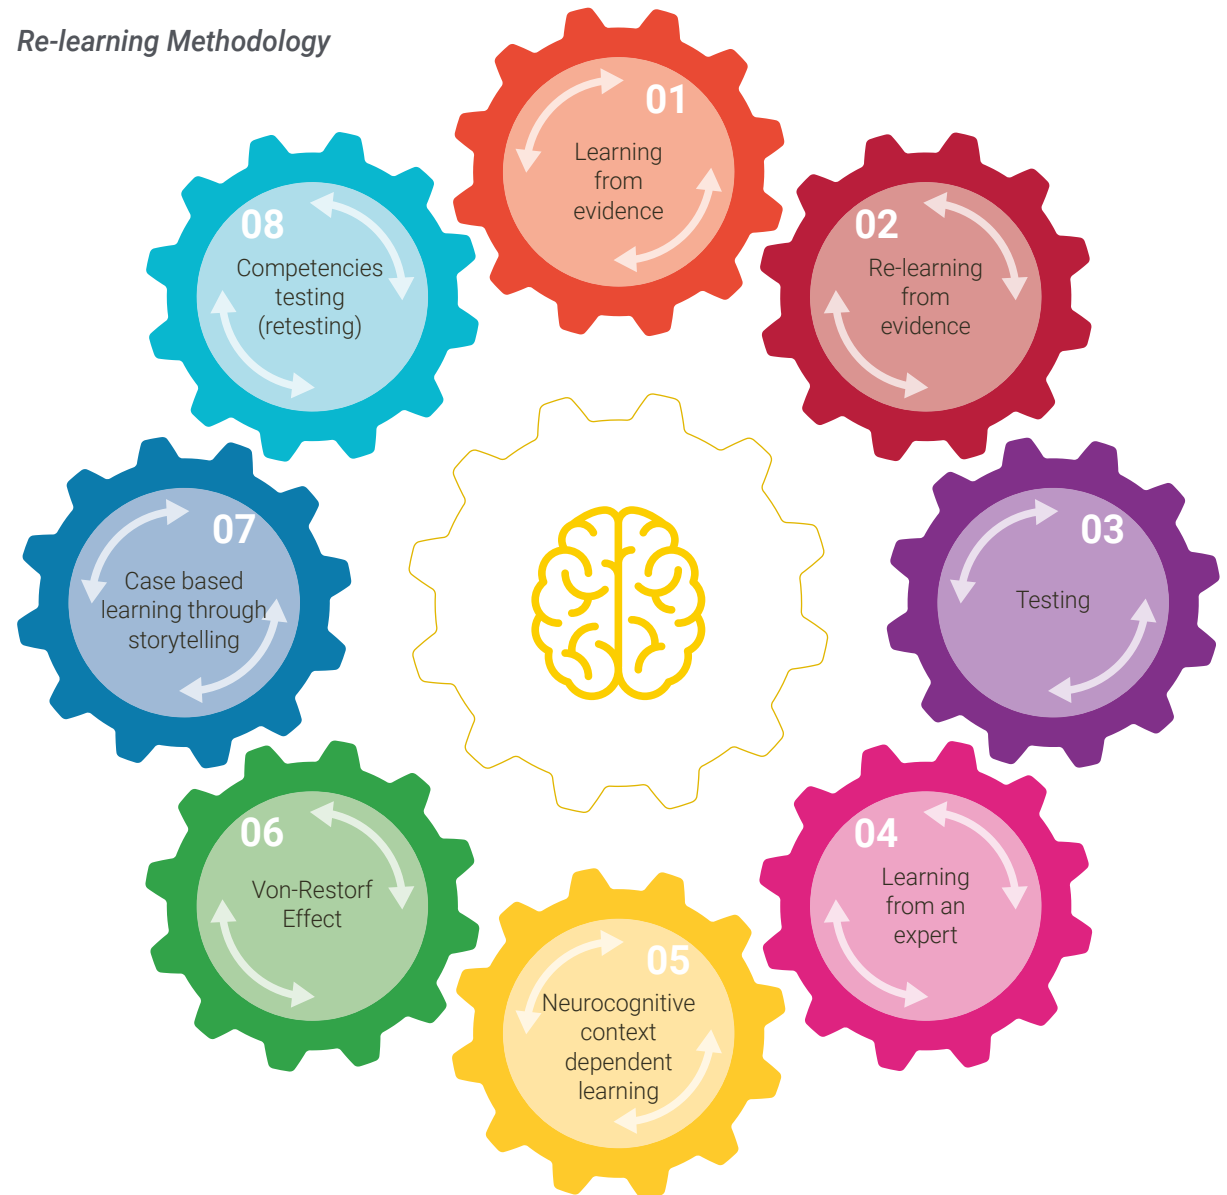 Re-learning Methodology
01
Learning
from
evidence
02
Re-learning
from
evidence
03
Testing
04
Learning
from an
expert
05
Neurocognitive
context
dependent
learning
06
Von-Restorf
Effect
07
Case based
learning through
storytelling
08
Competencies
testing
(retesting)